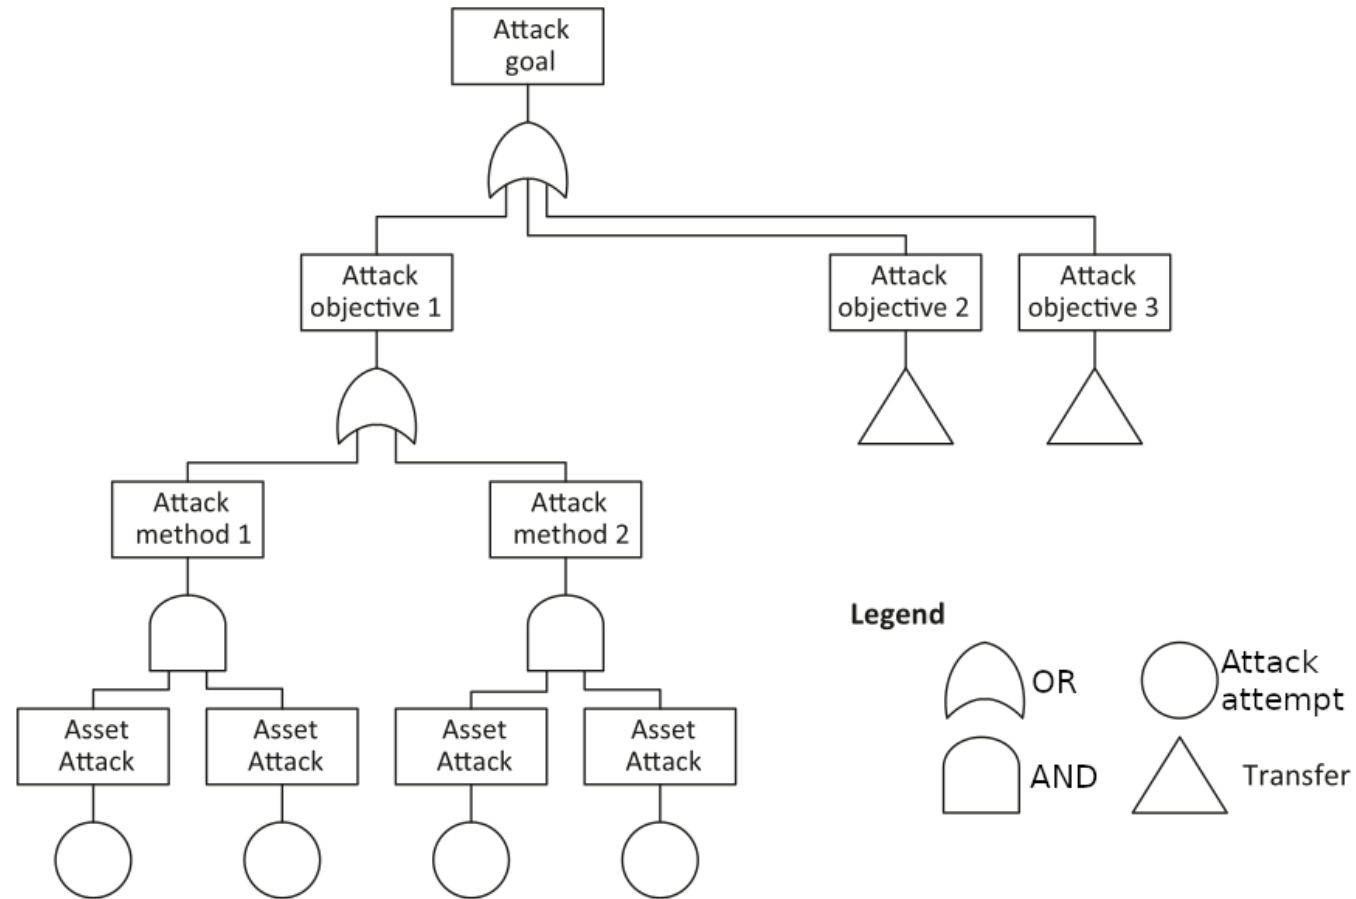 Attack
goal
Attack
objective 1
Attack
objective 2
Attack
objective 3
Attack
method 1
Attack
method 2
Legend
OR
Attack
attempt
AND
Transfer
Asset
Attack
Asset
Attack
Asset
Attack
Asset
Attack